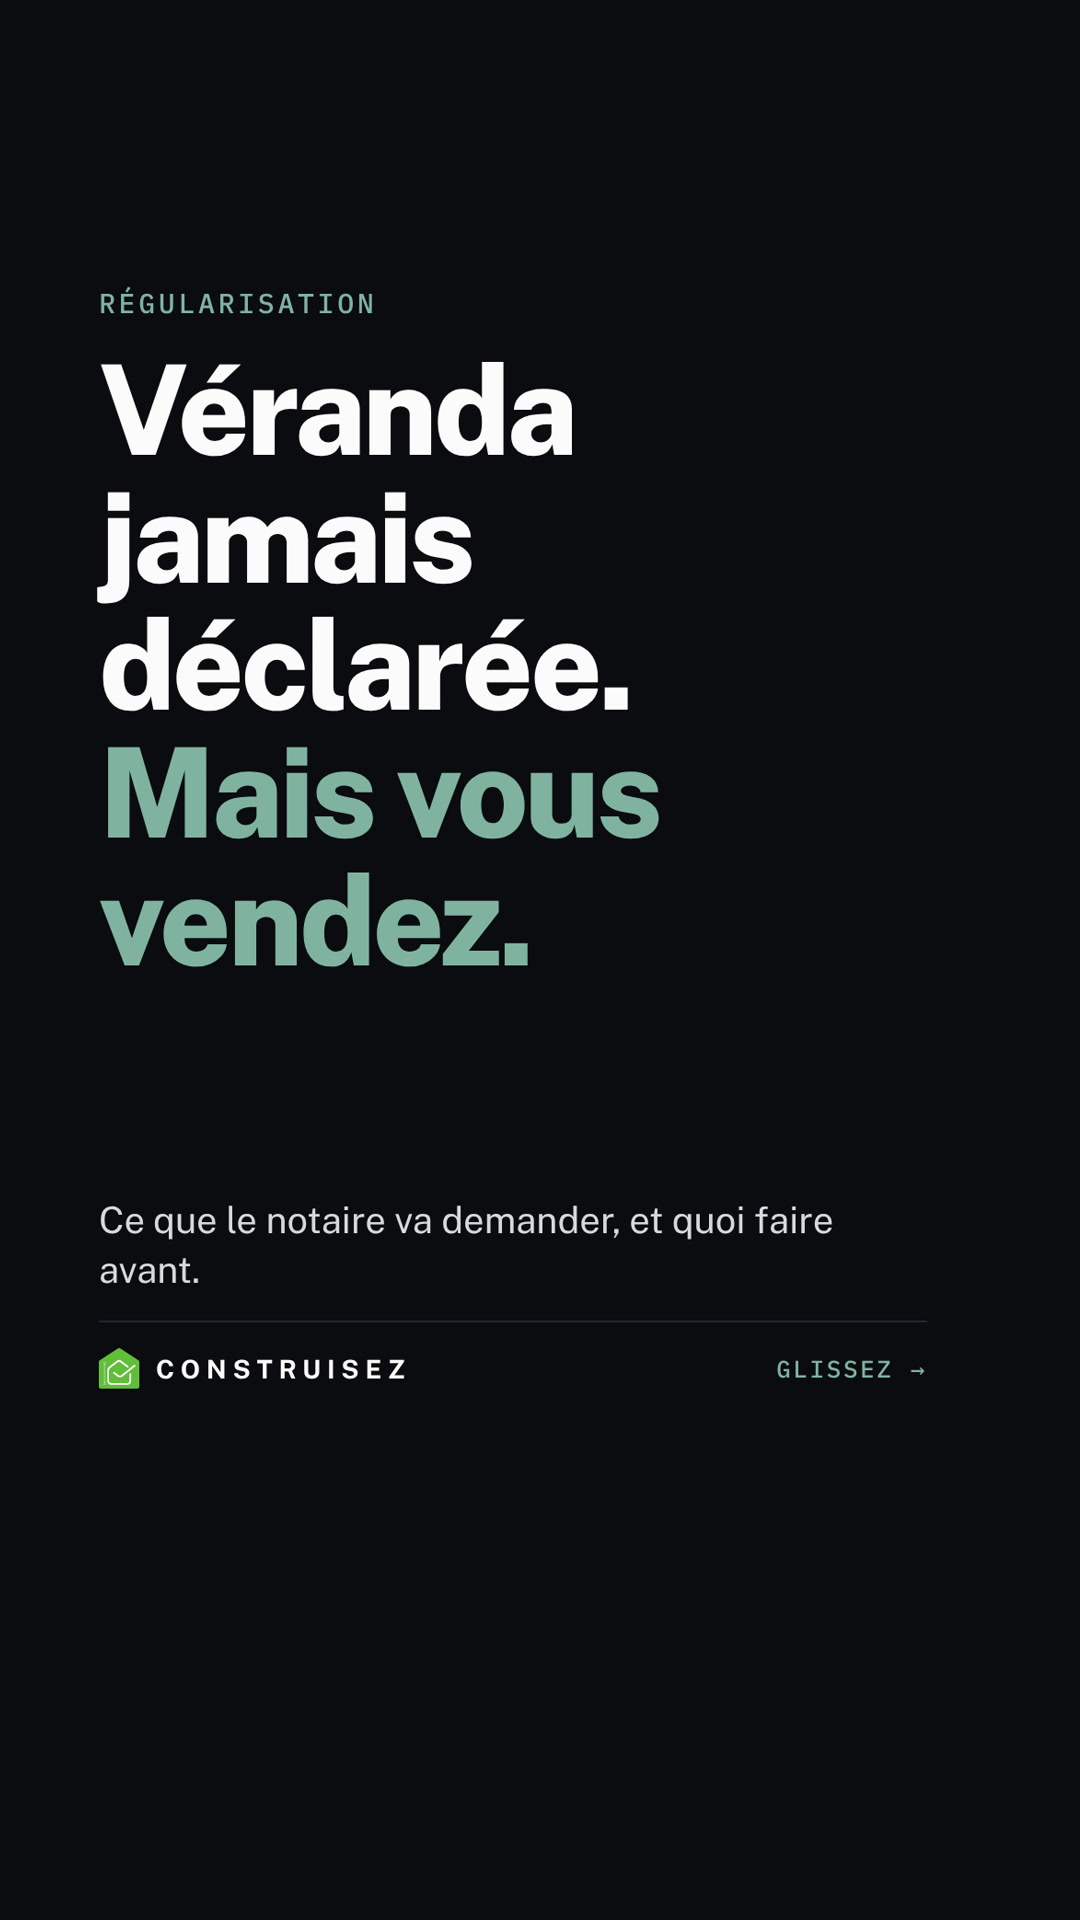 RÉGULARISATION
Véranda
jamais
déclarée.
Mais vous
vendez.
Ce que le notaire va demander, et quoi faire
avant.
CONSTRUISEZ
GLISSEZ →